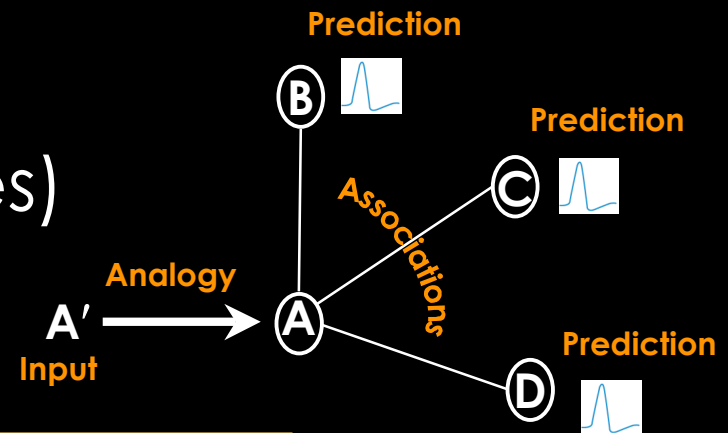 Prediction
B
Prediction
es)
C
Associations
Analogy
A′
A
Input
Prediction
D